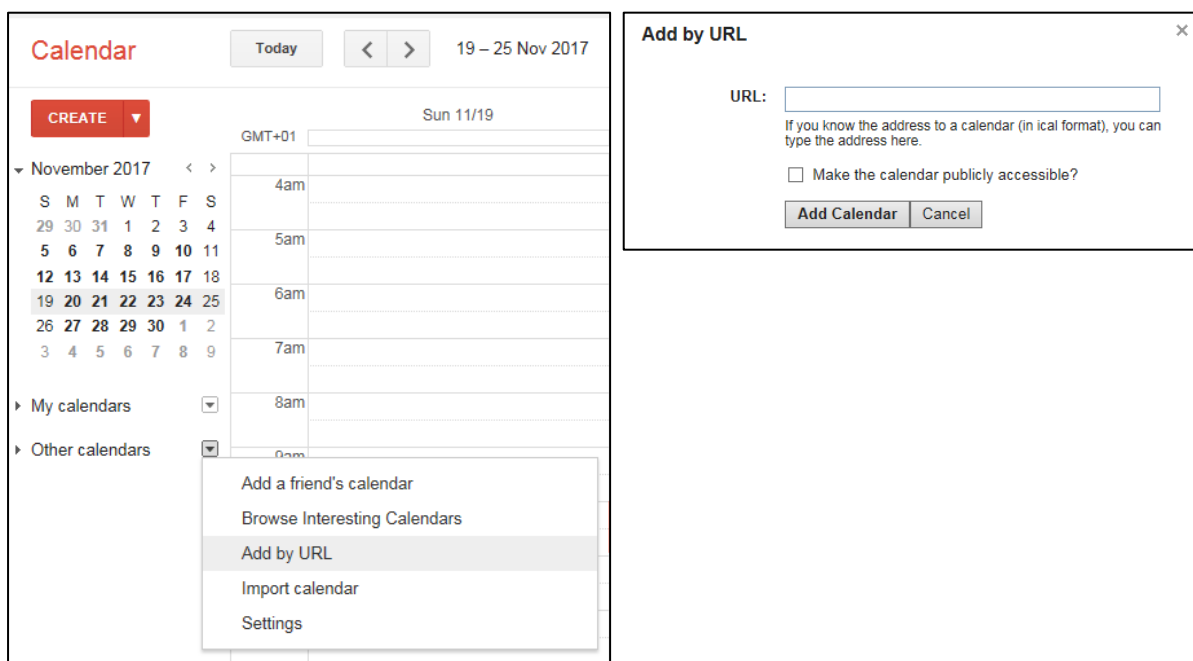 Calendar
Today
19 – 25 Nov 2017
CREATE
Sun 11/19
GMT+01
November 2017
S M T W T F S
29 30 31 1 2 3 4
5 6 7 8 9 10 11
12 13 14 15 16 17 18
19 20 21 22 23 24 25
26 27 28 29 30 1 2
3 4 5 6 7 8 9
4am
5am
6am
7am
8am
9am
My calendars
Other calendars
Add a friend's calendar
Browse Interesting Calendars
Add by URL
Import calendar
Settings
Add by URL
URL:
If you know the address to a calendar (in ical format), you can
type the address here.
Make the calendar publicly accessible?
Add Calendar Cancel